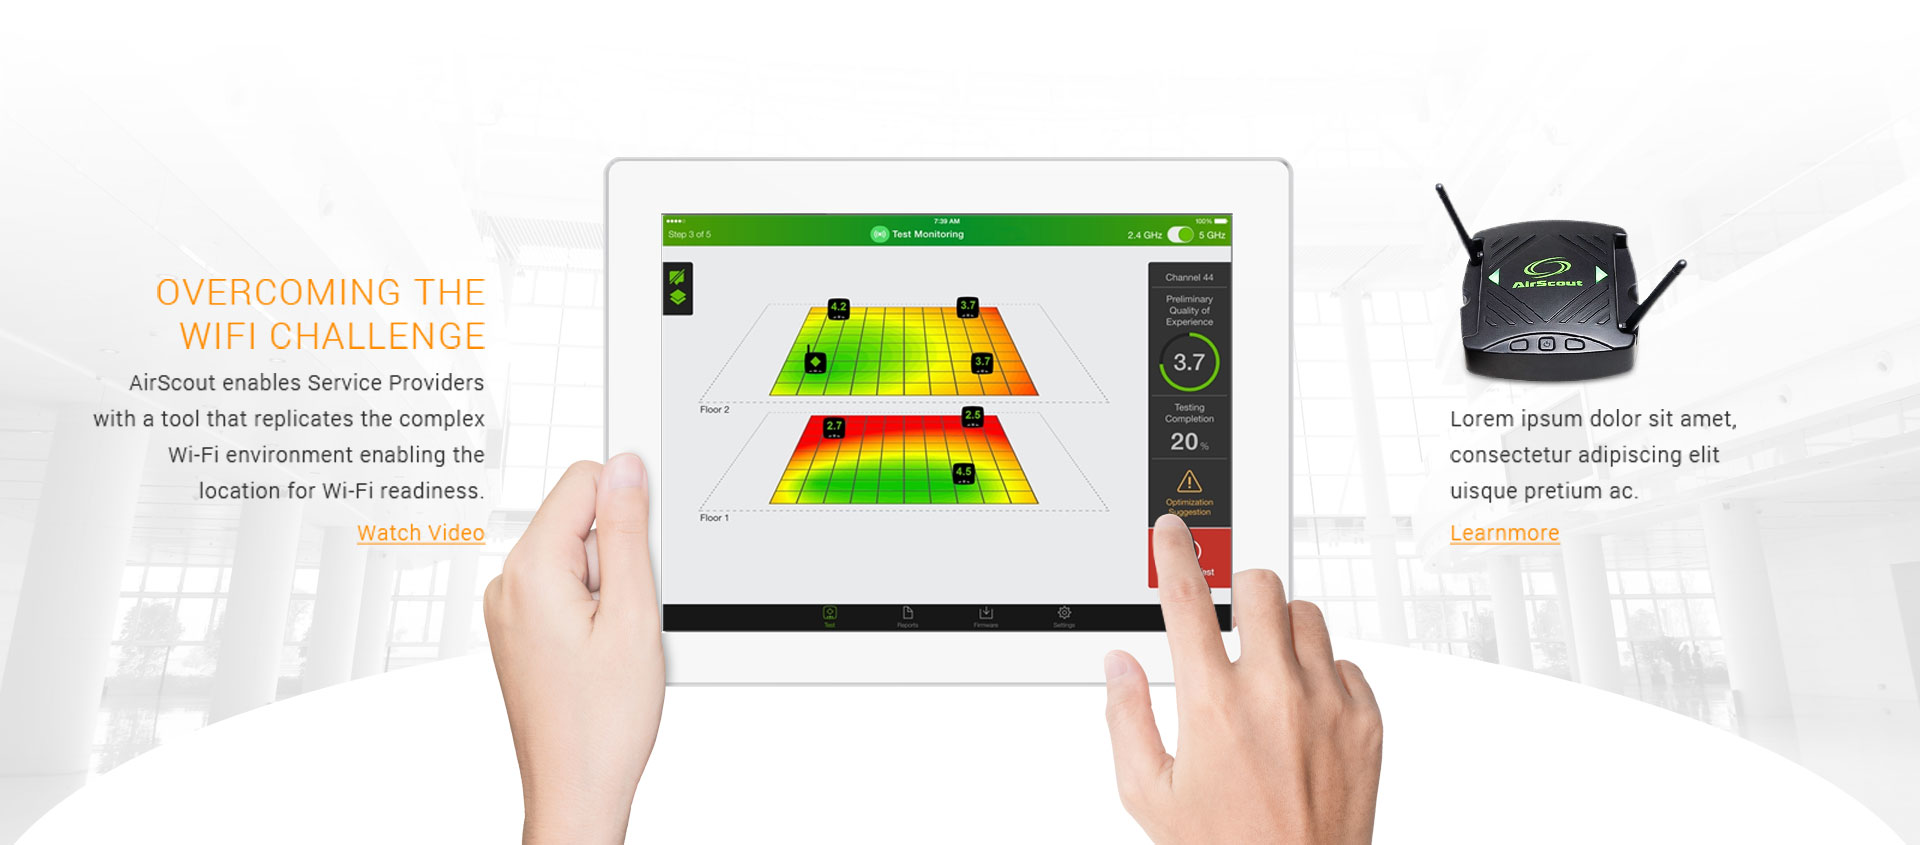 OVERCOMING THE
WIFI CHALLENGE
AirScout enables Service Providers
with a tool that replicates the complex
Wi-Fi environment enabling the
location for Wi-Fi readiness.
Watch Video
7:39 AM
100%
Step 3 of 5
Test Monitoring
2.4 GHz
5 GHz
4.2
3.7
3.7
Floor 2
2.7
2.5
4.5
Floor 1
Channel 44
Preliminary
Quality of
Experience
3.7
Testing
Completion
20 %
Optimization
Suggestion
Test
Reports
Firmware
Settings
AirScout
Lorem ipsum dolor sit amet,
consectetur adipiscing elit
uisque pretium ac.
Learnmore